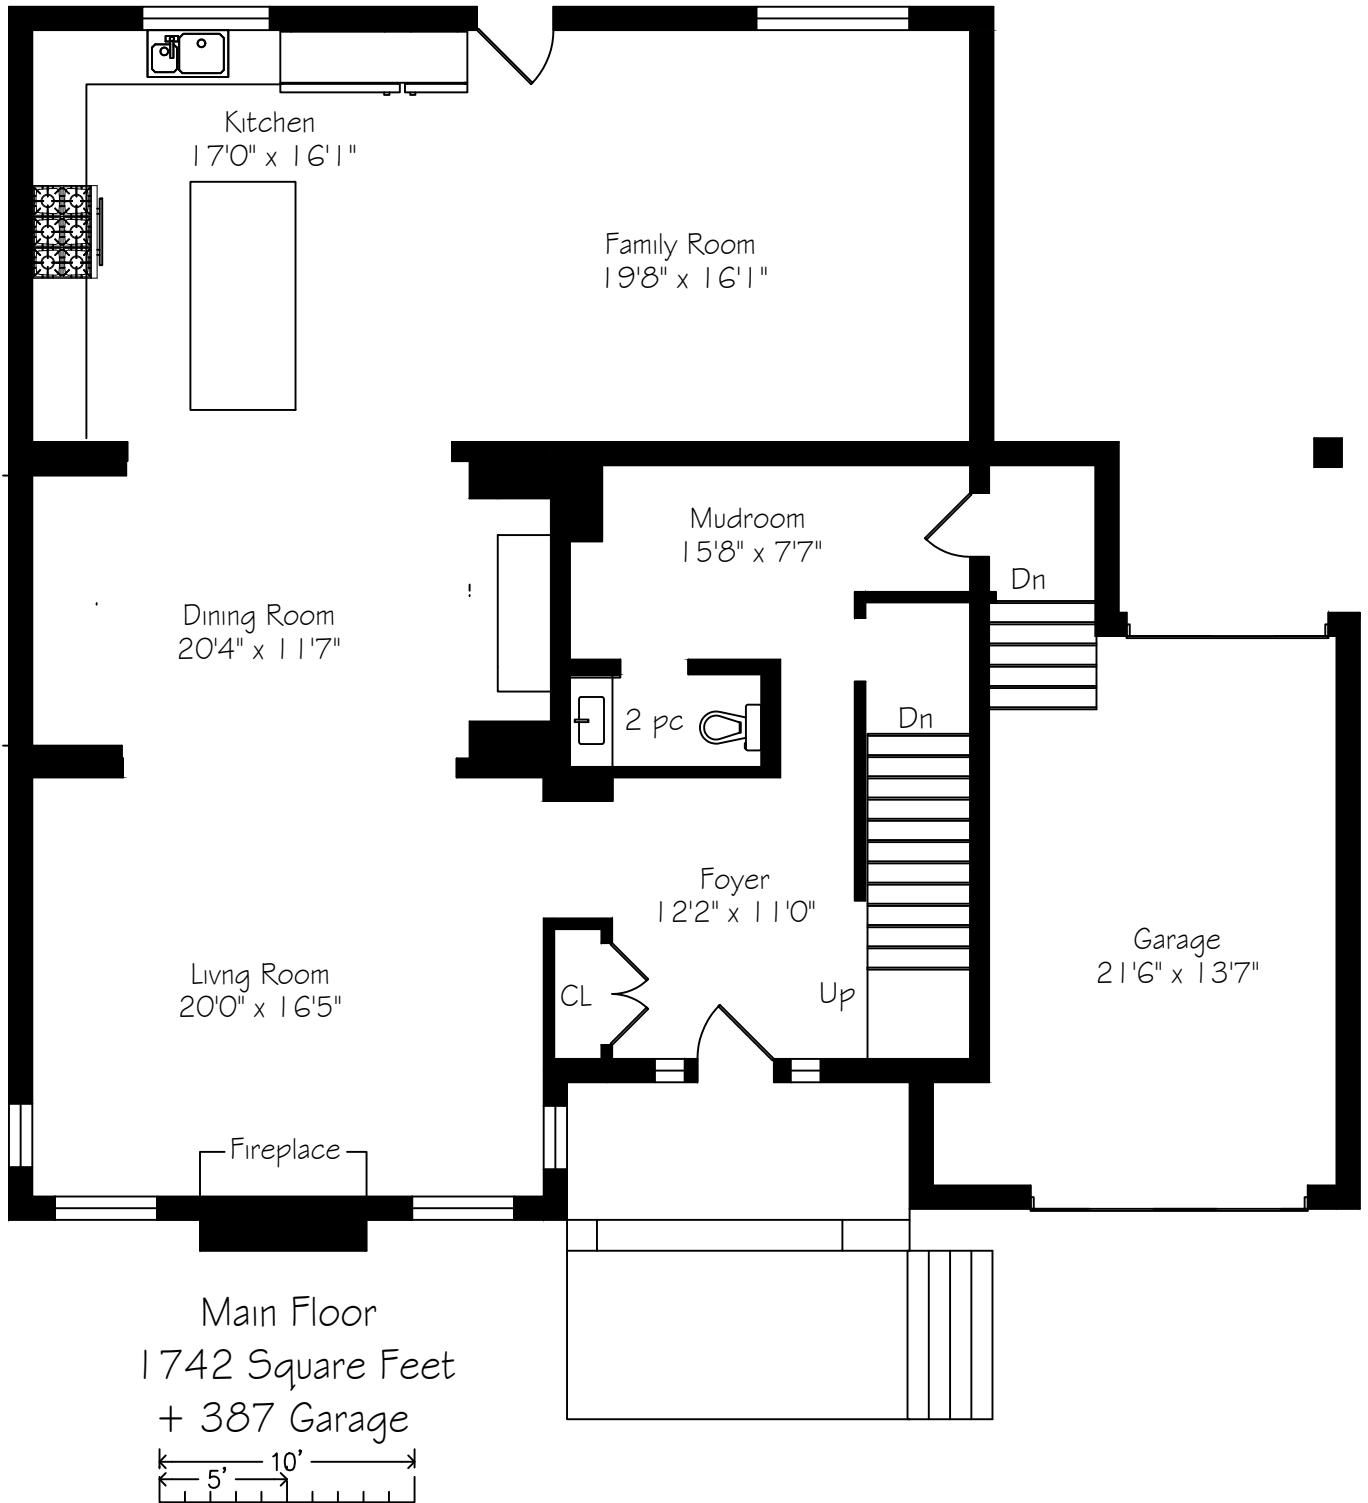 Kitchen
17'0" x 16'1"
Family Room
19'8" x 16'1"
Mudroom
15'8" x 7'7"
Dn
Dining Room
20'4" x 11'7"
2 pc
Dn
Foyer
12'2" x 11'0"
Garage
21'6" x 13'7"
Livng Room
20'0" x 16'5"
CL
Up
Fireplace
Main Floor
1742 Square Feet
+ 387 Garage
10'
5'